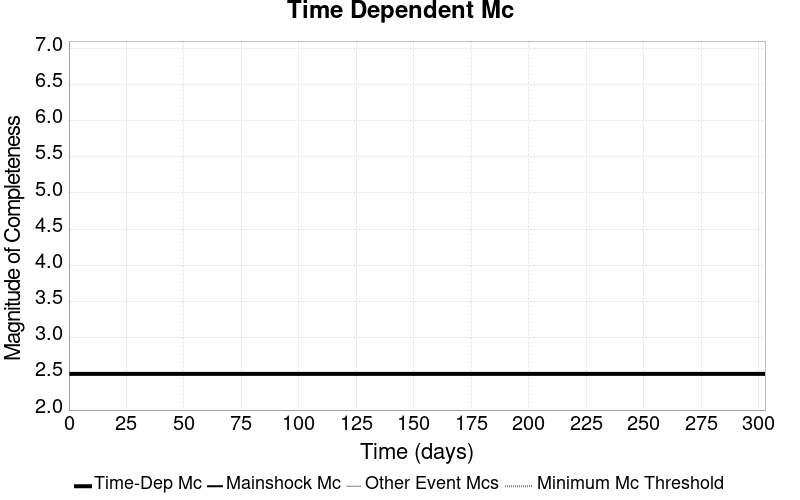 Time Dependent Mc
Magnitude of Completeness
7.0
6.5
6.0
5.5
5.0
4.5
4.0
3.5
3.0
2.5
2.0
0 25 50 75 100 125 150 175 200 225 250 275 300
Time (days)
Time-Dep Mc Mainshock Mc Other Event Mcs Minimum Mc Threshold